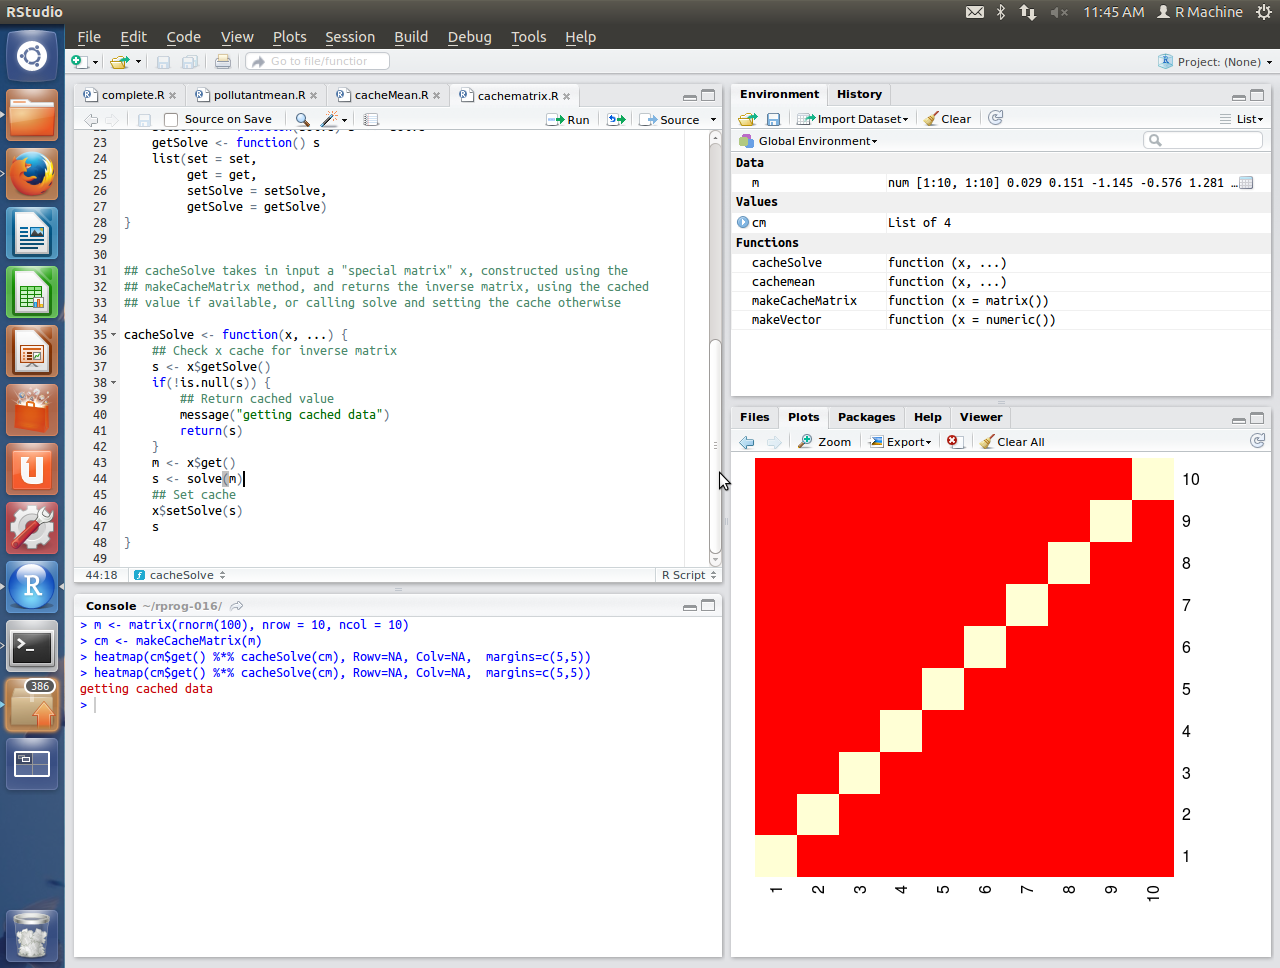 RStudio
11:45 AM
R Machine
File Edit Code View Plots Session Build Debug Tools Help
Go to file/function
Project: (None)
complete.R
pollutantmean.R
cacheMean.R
cachematrix.R
Source on Save
Run
Source
23 getSolve <- function() s
24 list(set = set,
25 get = get,
26 setSolve = setSolve,
27 getSolve = getSolve)
28 }
29
30
31 ## cacheSolve takes in input a "special matrix" x, constructed using the
32 ## makeCacheMatrix method, and returns the inverse matrix, using the cached
33 ## value if available, or calling solve and setting the cache otherwise
34
35 cacheSolve <- function(x, ...) {
36 ## Check x cache for inverse matrix
37 s <- x$getSolve()
38 if(!is.null(s)) {
39 ## Return cached value
40 message("getting cached data")
41 return(s)
42 }
43 m <- x$get()
44 s <- solve(m)
45 ## Set cache
46 x$setSolve(s)
47 s
48 }
49
44:18 cacheSolve R Script
Console ~/rprog-016/
> m <- matrix(rnorm(100), nrow = 10, ncol = 10)
> cm <- makeCacheMatrix(m)
> heatmap(cm$get() %*% cacheSolve(cm), Rowv=NA, Colv=NA,  margins=c(5,5))
> heatmap(cm$get() %*% cacheSolve(cm), Rowv=NA, Colv=NA,  margins=c(5,5))
getting cached data
>
386
Environment History
Import Dataset Clear List
Global Environment
Data
m num [1:10, 1:10] 0.029 0.151 -1.145 -0.576 1.281 ...
Values
cm List of 4
Functions
cacheSolve function (x, ...)
cachemean function (x, ...)
makeCacheMatrix function (x = matrix())
makeVector function (x = numeric())
Files Plots Packages Help Viewer
Zoom Export Clear All
10
9
8
7
6
5
4
3
2
1
1 2 3 4 5 6 7 8 9 10